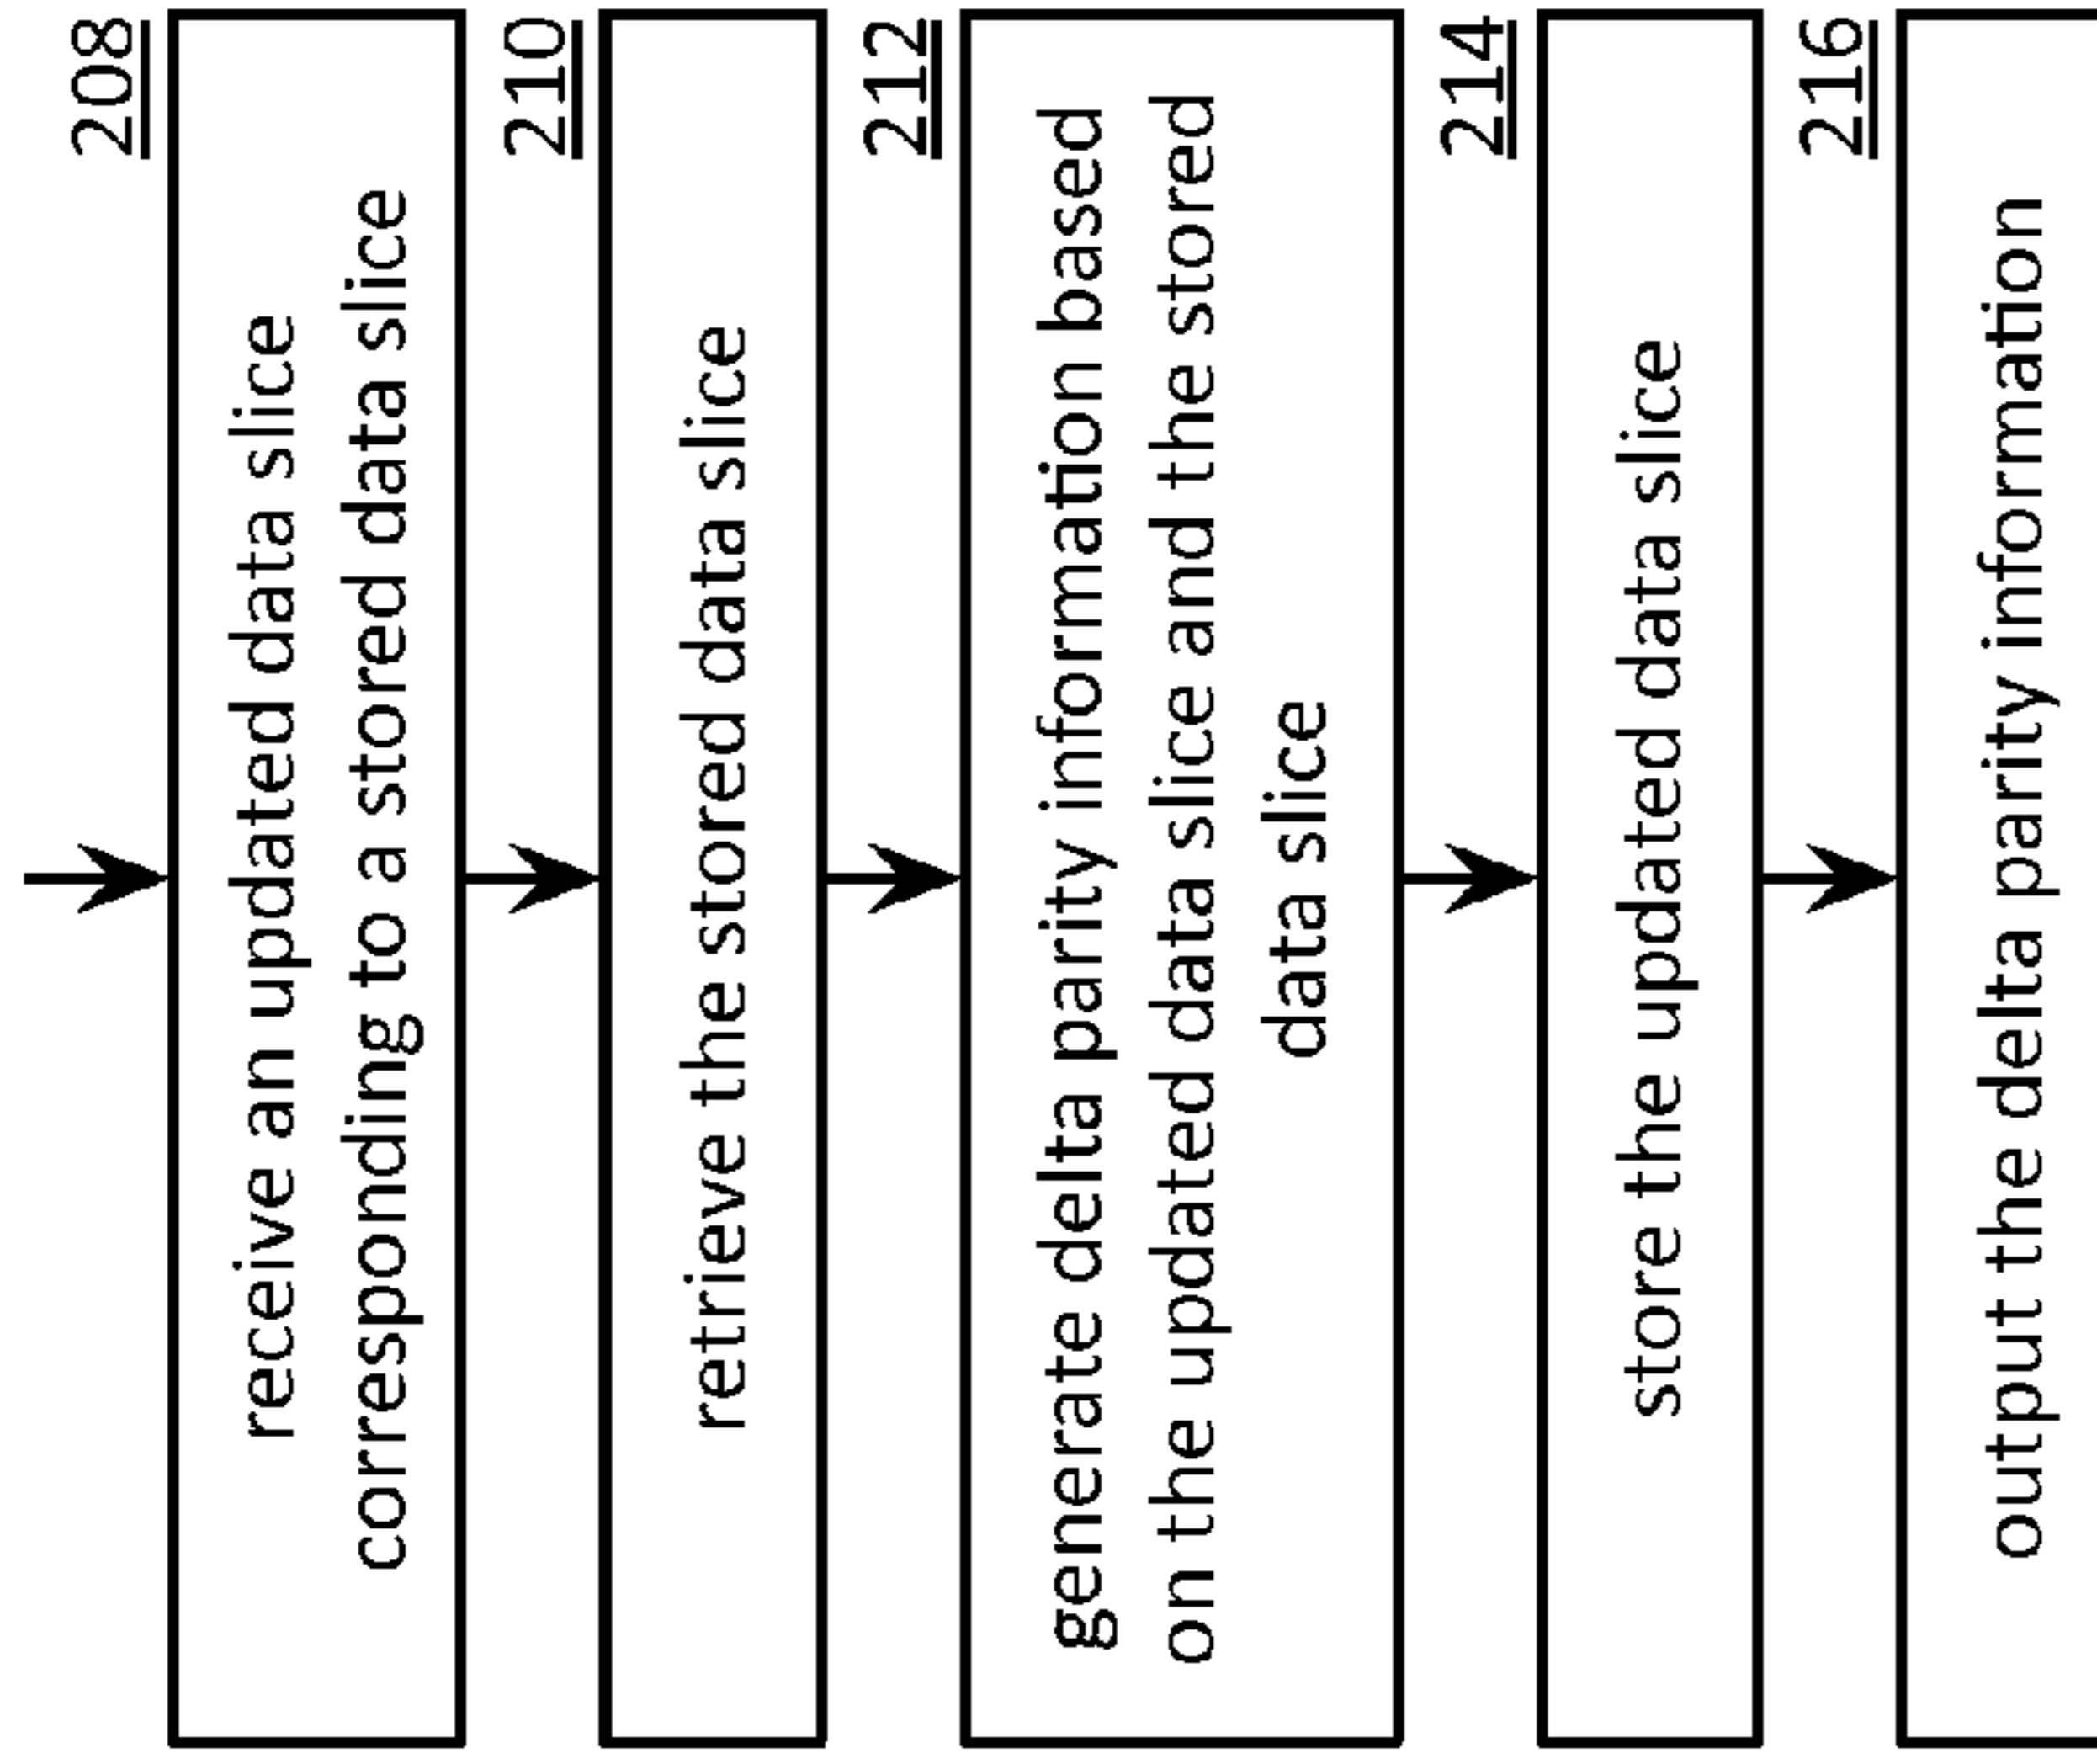 208
receive an updated data slice
corresponding to a stored data slice
210
retrieve the stored data slice
212
generate delta parity information based
on the updated data slice and the stored
data slice
214
store the updated data slice
216
output the delta parity information